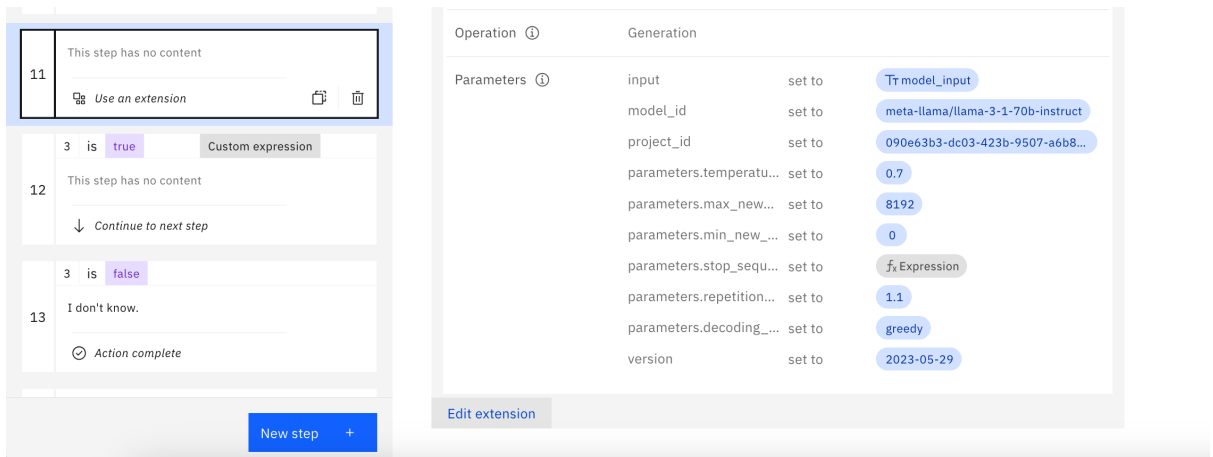 11
This step has no content
Use an extension
3 is true Custom expression
12
This step has no content
Continue to next step
3 is false
13
I don't know.
Action complete
New step +
Operation Generation
Parameters input set to Tт model_input
model_id set to meta-llama/llama-3-1-70b-instruct
project_id set to 090e63b3-dc03-423b-9507-a6b8...
parameters.temperatu... set to 0.7
parameters.max_new... set to 8192
parameters.min_new_... set to 0
parameters.stop_sequ... set to fx Expression
parameters.repetition... set to 1.1
parameters.decoding_... set to greedy
version set to 2023-05-29
Edit extension